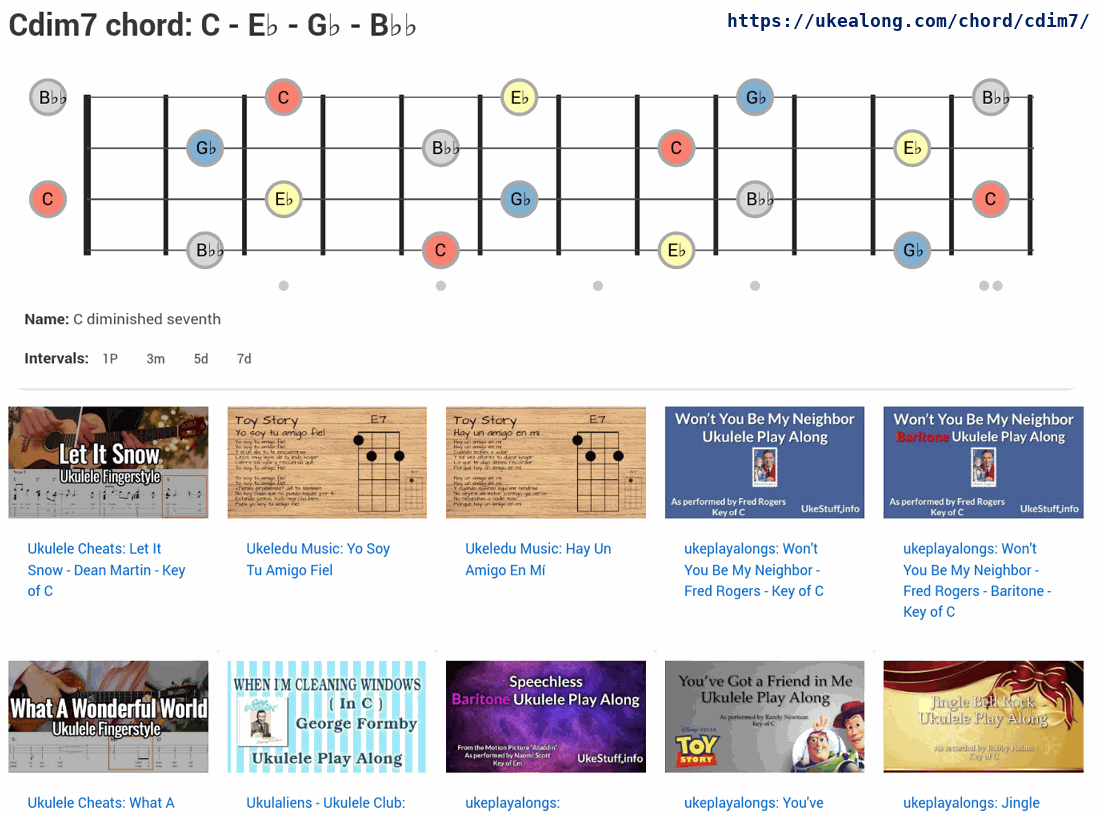 Cdim7 chord: C - E♭ - G♭ - B♭♭
https://ukealong.com/chord/cdim7/
B♭♭ C E♭ G♭ B♭♭
G♭ B♭♭ C E♭
C E♭ G♭ B♭♭ C
B♭♭ C E♭ G♭
Name: C diminished seventh
Intervals: 1P 3m 5d 7d
Let It Snow
Ukulele Fingerstyle
Toy Story
Yo soy tu amigo fiel
E7
Toy Story
Hay un amigo en mi
E7
Won't You Be My Neighbor
Ukulele Play Along
As performed by Fred Rogers
Key of C
UkeStuff.info
Won't You Be My Neighbor
Baritone Ukulele Play Along
As performed by Fred Rogers
Key of C
UkeStuff.info
Ukulele Cheats: Let It
Snow - Dean Martin - Key
of C
Ukeledu Music: Yo Soy
Tu Amigo Fiel
Ukeledu Music: Hay Un
Amigo En Mí
ukeplayalongs: Won't
You Be My Neighbor -
Fred Rogers - Key of C
ukeplayalongs: Won't
You Be My Neighbor -
Fred Rogers - Baritone -
Key of C
What A Wonderful World
Ukulele Fingerstyle
WHEN I'M CLEANING WINDOWS
( In C )
George Formby
Ukulele Play Along
Speechless
Baritone Ukulele Play Along
From the Motion Picture "Aladdin"
As performed by Naomi Scott
Key of Em
UkeStuff.info
You've Got a Friend in Me
Ukulele Play Along
As performed by Randy Newman
Key of C
TOY
STORY
Jingle Bell Rock
Ukulele Play Along
As recorded by Bobby Helms
Key of C
Ukulele Cheats: What A
Ukulaliens - Ukulele Club:
ukeplayalongs:
ukeplayalongs: You've
ukeplayalongs: Jingle